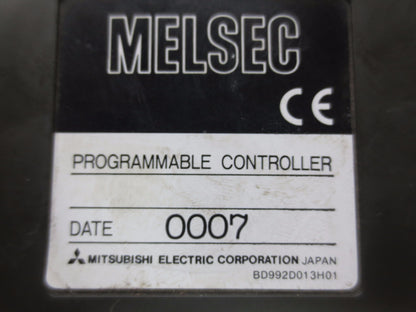 MELSEC
CE
PROGRAMMABLE CONTROLLER
DATE 0007
MITSUBISHI ELECTRIC CORPORATION JAPAN
BD992D013H01